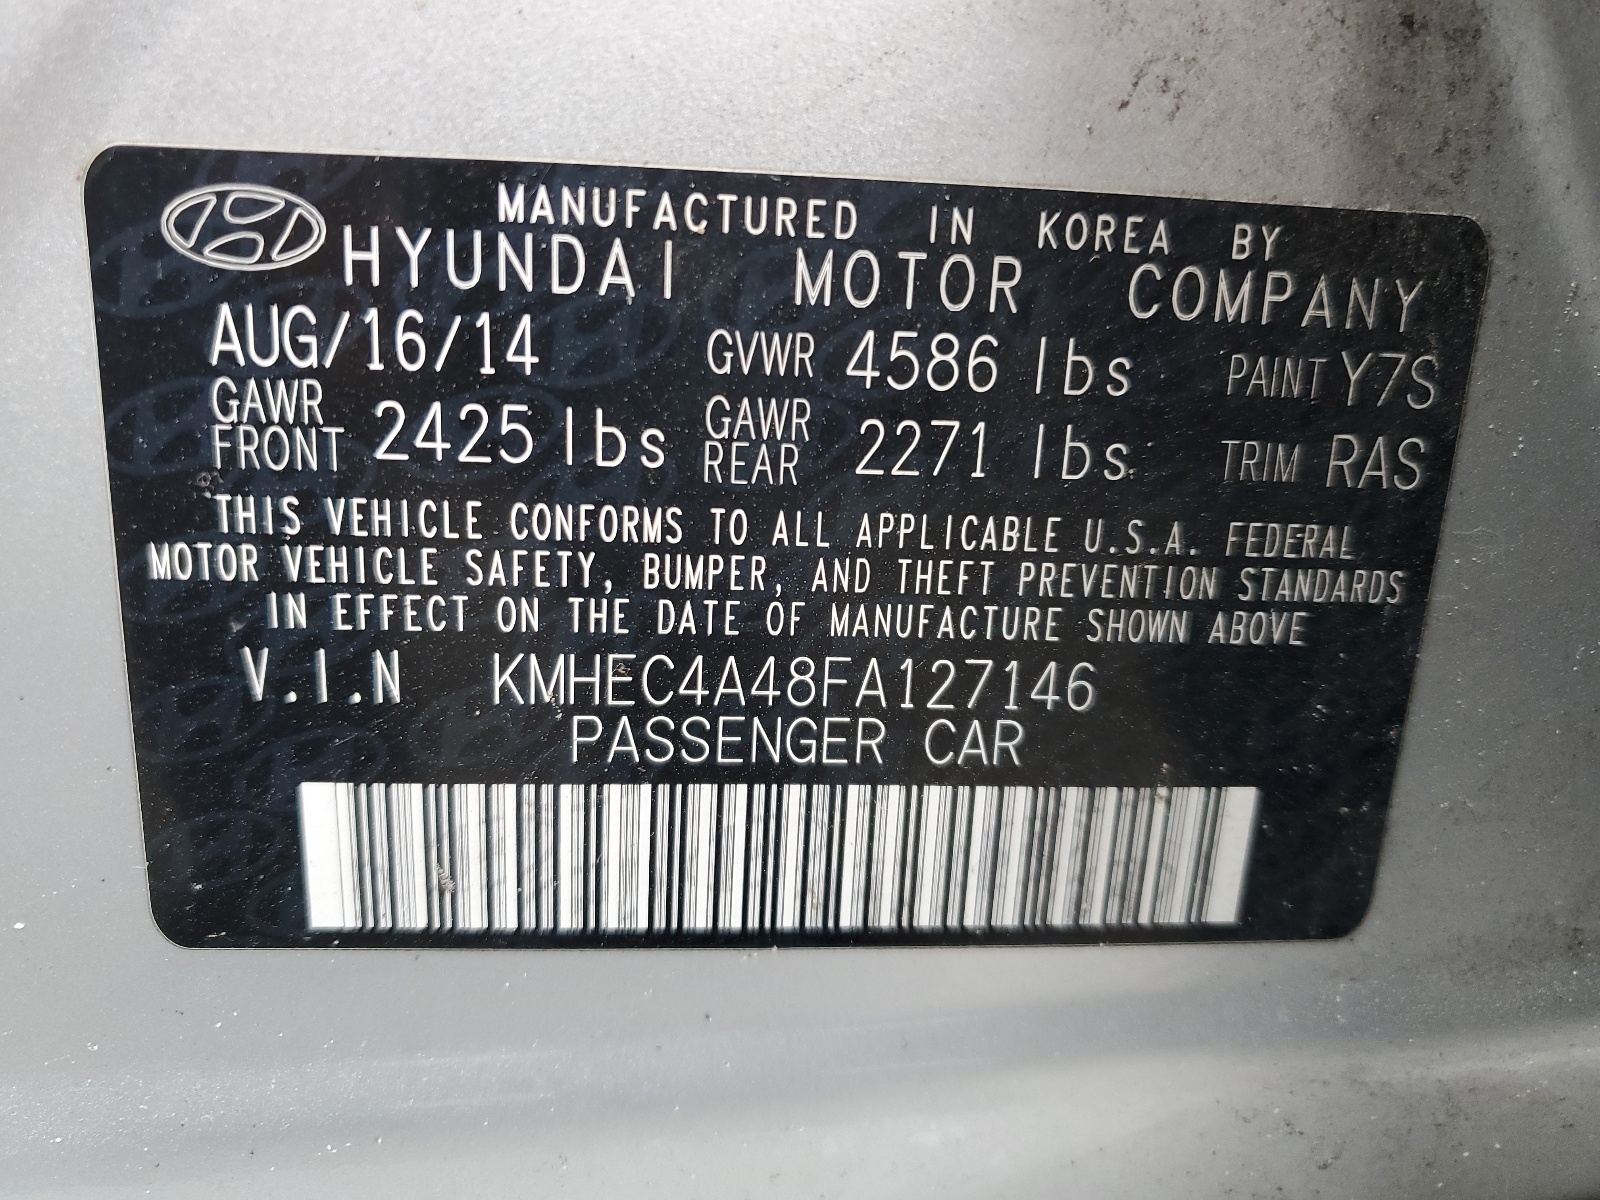 MANUFACTURED IN KOREA BY
HYUNDAI MOTOR COMPANY
AUG/16/14 GVWR 4586 lbs PAINT Y7S
GAWR FRONT 2425 lbs GAWR REAR 2271 lbs TRIM RAS
THIS VEHICLE CONFORMS TO ALL APPLICABLE U.S.A. FEDERAL
MOTOR VEHICLE SAFETY, BUMPER, AND THEFT PREVENTION STANDARDS
IN EFFECT ON THE DATE OF MANUFACTURE SHOWN ABOVE
V.I.N KMHEC4A48FA127146
PASSENGER CAR